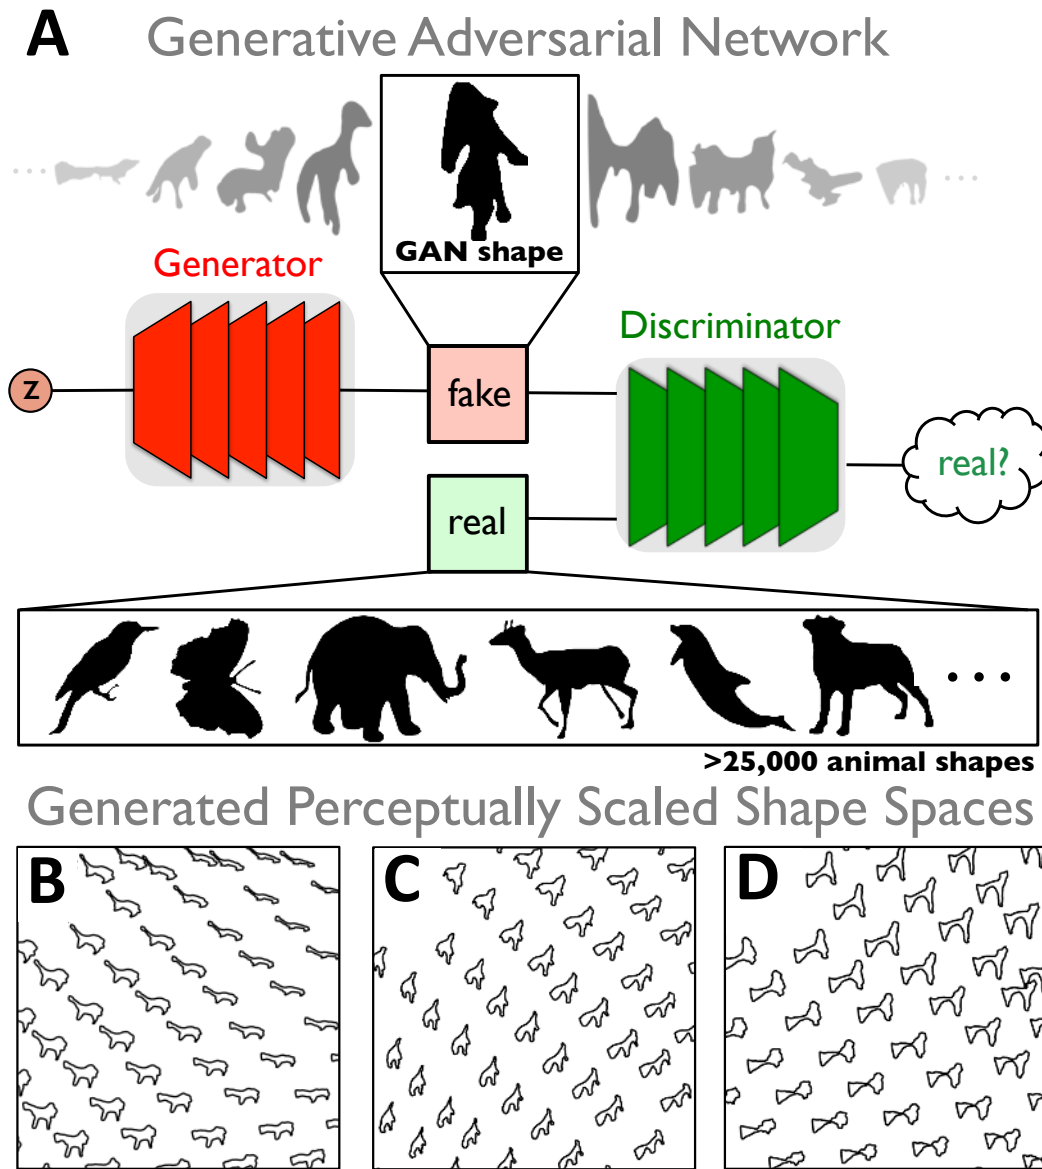 A
Generative Adversarial Network
GAN shape
Generator
Discriminator
z
fake
real?
real
>25,000 animal shapes
Generated Perceptually Scaled Shape Spaces
B
C
D